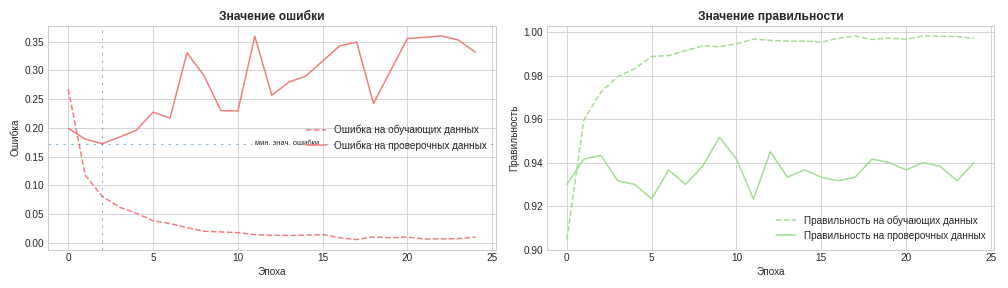 Значение ошибки
Ошибка
0.35
0.30
0.25
0.20
0.15
0.10
0.05
0.00
мин. знач. ошибки
Ошибка на обучающих данных
Ошибка на проверочных данных
0
5
10
15
20
25
Эпоха
Значение правильности
Правильность
1.00
0.98
0.96
0.94
0.92
0.90
Правильность на обучающих данных
Правильность на проверочных данных
0
5
10
15
20
25
Эпоха